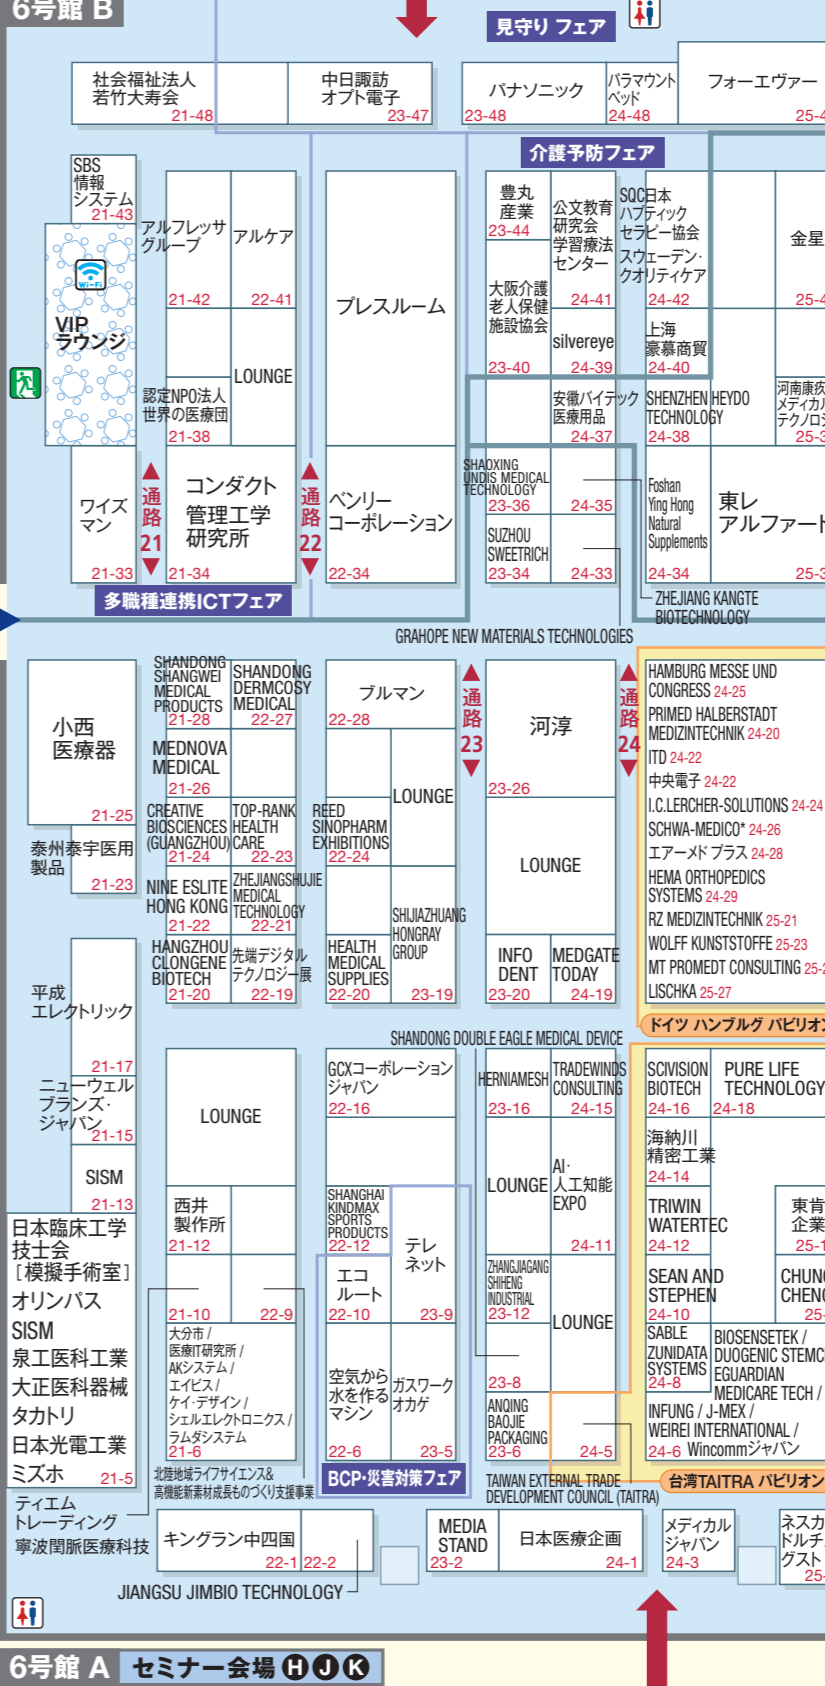 6号館 B
見守り フェア
社会福祉法人
若竹大寿会
21-48
中日諏訪
オプト電子
23-47
パナソニック
23-48
パラマウント
ベッド
24-48
フォーエヴァー
介護予防フェア
SBS
情報
システム
21-43
アルフレッサ
グループ
21-42
アルケア
22-41
プレスルーム
豊丸
産業
23-44
公文教育
研究会
学習療法
センター
24-41
SQC日本
ハプティック
セラピー協会
スウェーデン・
クオリティケア
24-42
金星
Wi-Fi
VIP
ラウンジ
大阪介護
老人保健
施設協会
23-40
silvereye
24-39
上海
豪慕商貿
24-40
LOUNGE
認定NPO法人
世界の医療団
21-38
安徽バイテック
医療用品
24-37
SHENZHEN HEYDO
TECHNOLOGY
24-38
河南康疾
メディカル
テクノロジ
ワイズ
マン
21-33
通路21
コンダクト
管理工学
研究所
21-34
通路22
ベンリー
コーポレーション
22-34
SHAOXING
UNDIS MEDICAL
TECHNOLOGY
23-36
24-35
SUZHOU
SWEETRICH
23-34
24-33
Foshan
Ying Hong
Natural
Supplements
24-34
東レ
アルファート
多職種連携ICTフェア
ZHEJIANG KANGTE
BIOTECHNOLOGY
GRAHOPE NEW MATERIALS TECHNOLOGIES
小西
医療器
21-25
SHANDONG
SHANGWEI
MEDICAL
PRODUCTS
21-28
SHANDONG
DERMCOSY
MEDICAL
22-27
ブルマン
22-28
通路23
河淳
23-26
通路24
HAMBURG MESSE UND
CONGRESS 24-25
PRIMED HALBERSTADT
MEDIZINTECHNIK 24-20
ITD 24-22
中央電子 24-22
I.C.LERCHER-SOLUTIONS 24-24
SCHWA-MEDICO* 24-26
エアーメド プラス 24-28
HEMA ORTHOPEDICS
SYSTEMS 24-29
RZ MEDIZINTECHNIK 25-21
WOLFF KUNSTSTOFFE 25-23
MT PROMEDT CONSULTING
LISCHKA 25-27
ドイツ ハンブルグ パビリオン
MEDNOVA
MEDICAL
21-26
LOUNGE
泰州泰宇医用
製品
21-23
CREATIVE
BIOSCIENCES
(GUANGZHOU)
21-24
TOP-RANK
HEALTH
CARE
22-23
REED
SINOPHARM
EXHIBITIONS
22-24
LOUNGE
NINE ESLITE
HONG KONG
21-22
ZHEJIANGSHUJIE
MEDICAL
TECHNOLOGY
22-21
SHIJIAZHUANG
HONGRAY
GROUP
23-19
HANGZHOU
CLONGENE
BIOTECH
21-20
先端デジタル
テクノロジー展
22-19
HEALTH
MEDICAL
SUPPLIES
22-20
INFO
DENT
23-20
MEDGATE
TODAY
24-19
平成
エレクトリック
21-17
SHANDONG DOUBLE EAGLE MEDICAL DEVICE
LOUNGE
GCXコーポレーション
ジャパン
22-16
HERNIAMESH
23-16
TRADEWINDS
CONSULTING
24-15
SCIVISION
BIOTECH
24-16
PURE LIFE
TECHNOLOGY
24-18
ニューウェル
ブランズ・
ジャパン
21-15
SISM
21-13
海納川
精密工業
24-14
LOUNGE
AI・
人工知能
EXPO
24-11
西井
製作所
21-12
SHANGHAI
KINDMAX
SPORTS
PRODUCTS
22-12
テレ
ネット
23-9
TRIWIN
WATERTEC
24-12
東肯
企業
日本臨床工学
技士会
[模擬手術室]
オリンパス
SISM
泉工医科工業
大正医科器械
タカトリ
日本光電工業
ミズホ
21-5
21-10
22-9
エコ
ルート
22-10
ZHANGJIAGANG
SHIHENG
INDUSTRIAL
23-12
LOUNGE
SEAN AND
STEPHEN
24-10
CHUNG
CHENG
大分市 /
医療IT研究所 /
AKシステム /
エイビス /
ケイ・デザイン /
シェルエレクトロニクス /
ラムダシステム
21-6
空気から
水を作る
マシン
22-6
ガスワーク
オカゲ
23-5
23-8
SABLE
ZUNIDATA
SYSTEMS
24-8
BIOSENSETEK /
DUOGENIC STEMCE
EGUARDIAN
MEDICARE TECH /
INFUNG / J-MEX /
WEIREI INTERNATIONAL /
24-6 Wincommジャパン
ANQING
BAOJIE
PACKAGING
23-6
24-5
BCP・災害対策フェア
北陸地域ライフサイエンス&
高機能新素材成長ものづくり支援事業
TAIWAN EXTERNAL TRADE
DEVELOPMENT COUNCIL (TAITRA)
台湾TAITRA パビリオン
ティエム
トレーディング
寧波閏脈医療科技
キングラン中四国
22-1
22-2
MEDIA
STAND
23-2
日本医療企画
24-1
メディカル
ジャパン
24-3
ネスカ
ドルチェ
グスト
JIANGSU JIMBIO TECHNOLOGY
6号館 A
セミナー会場 H J K